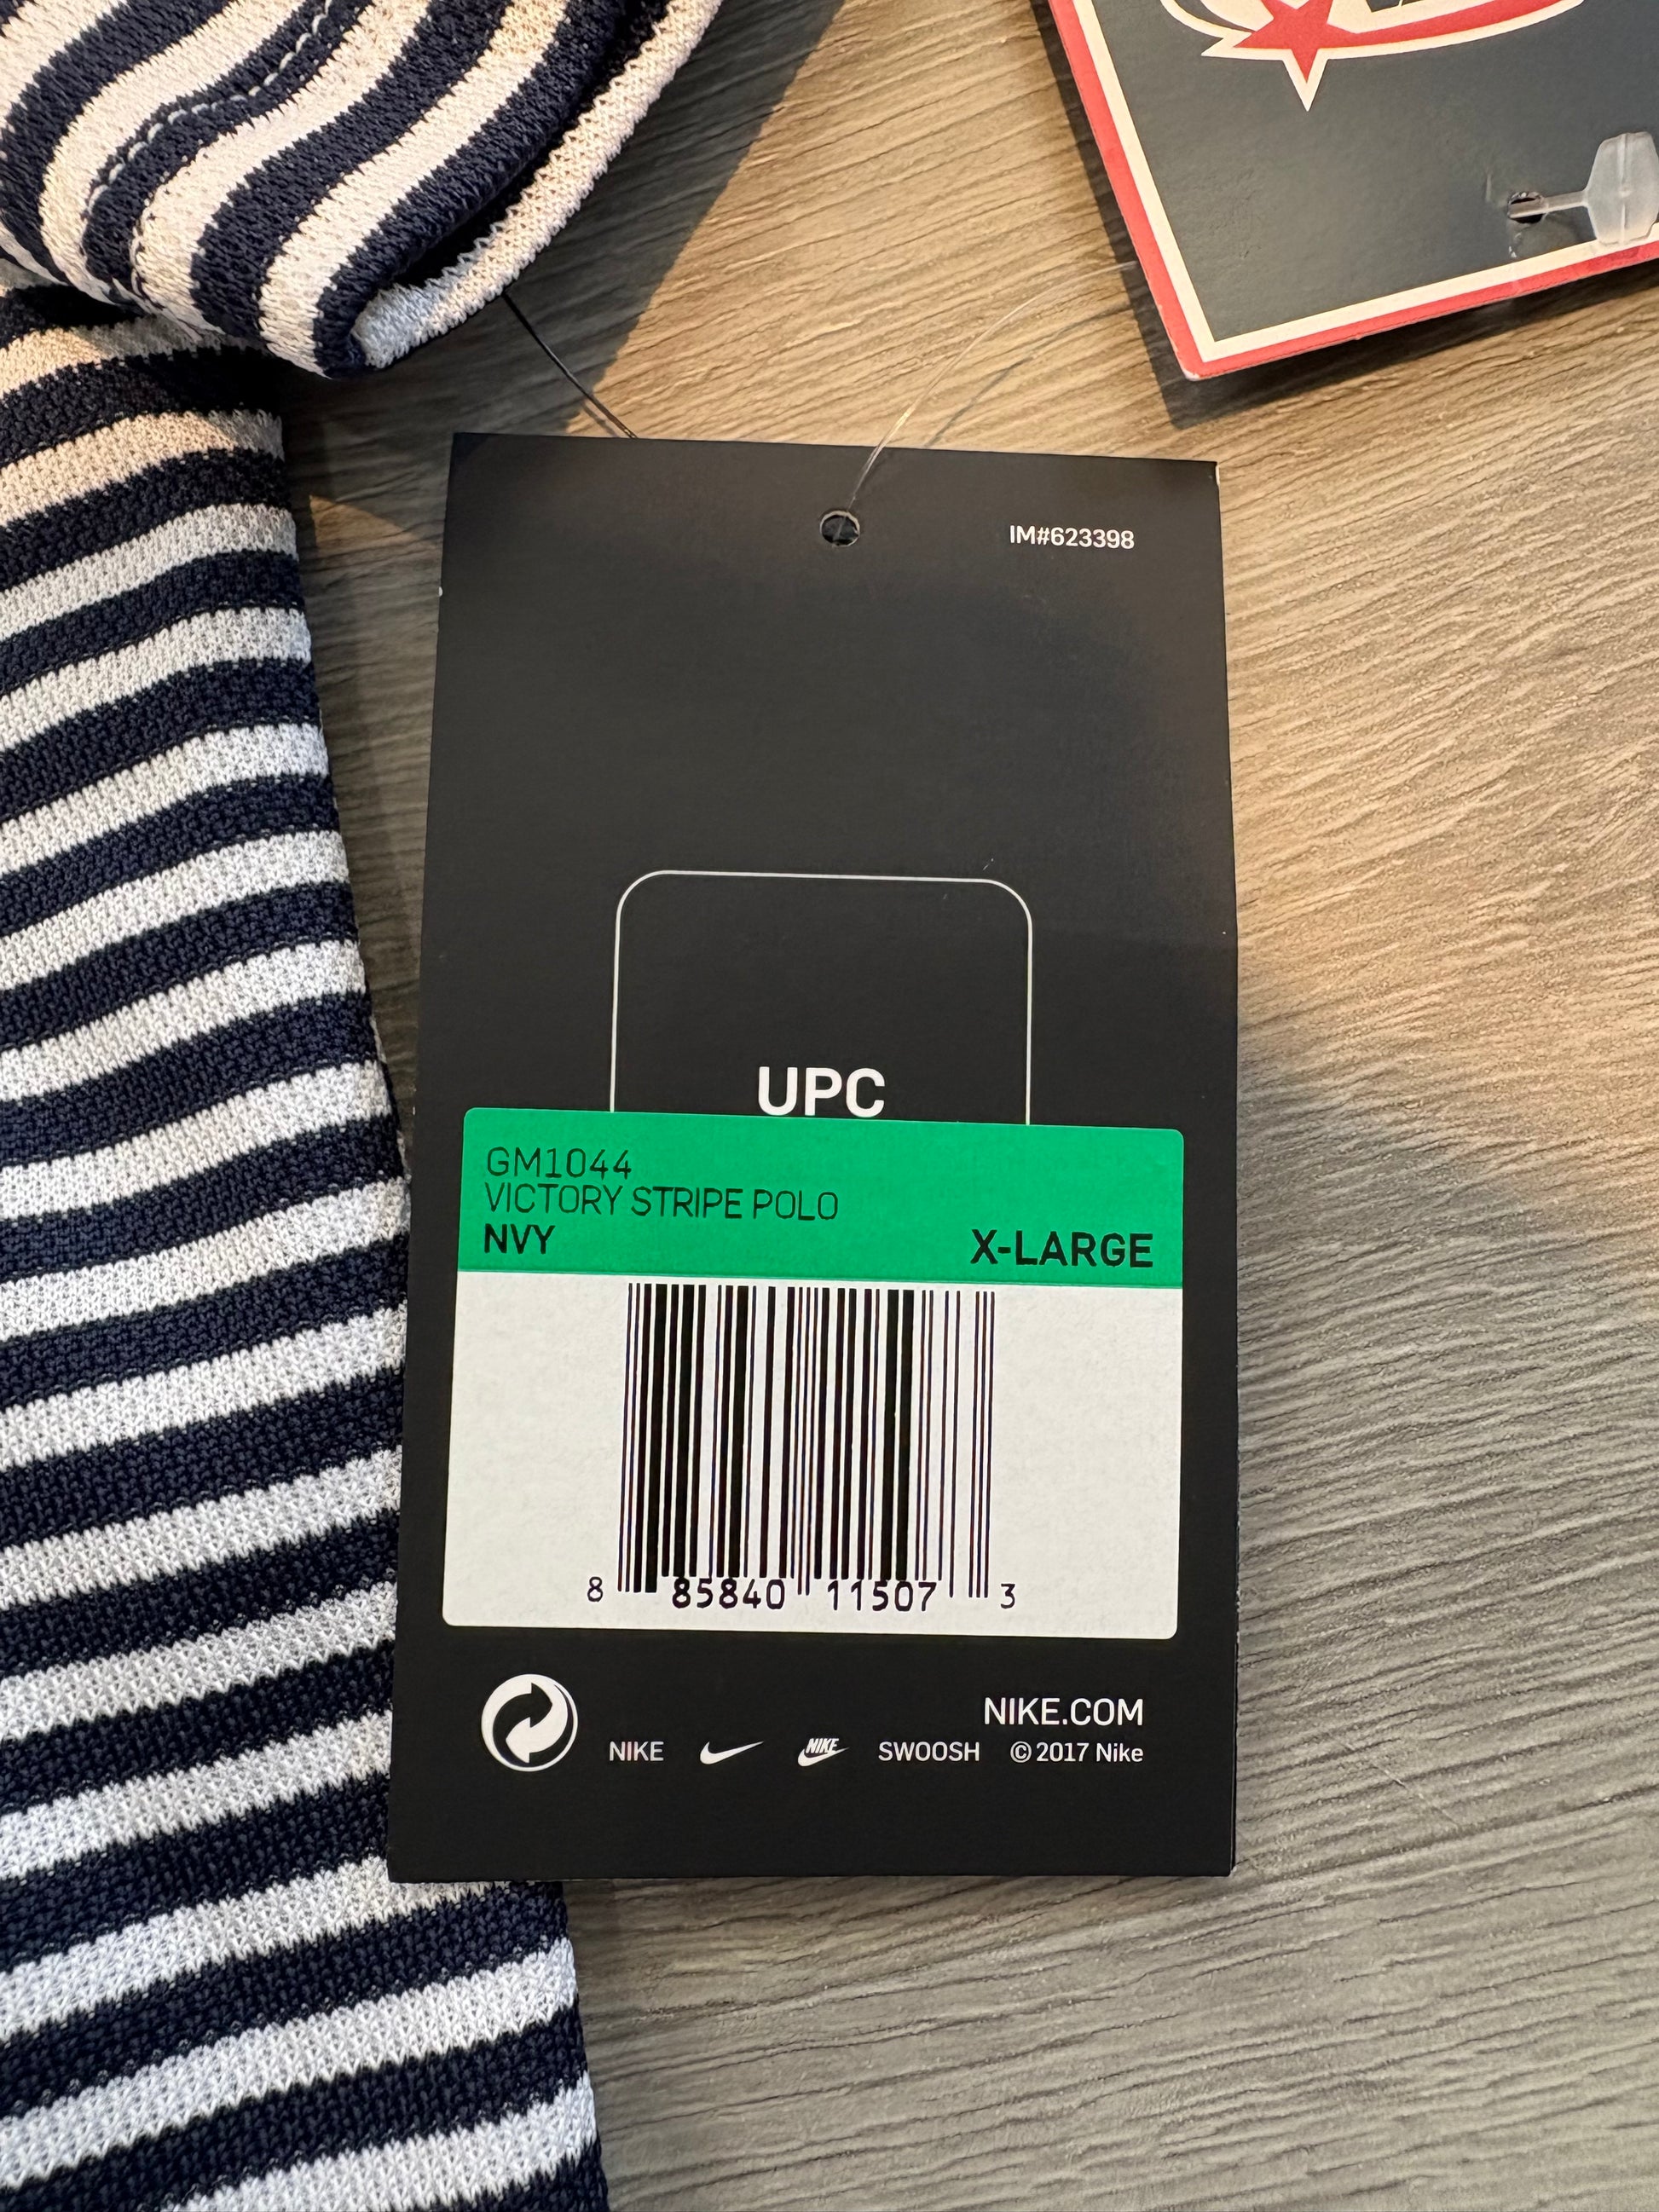 IM#623398
UPC
GM1044
VICTORY STRIPE POLO
NVY X-LARGE
8 85840 11507 3
NIKE.COM
NIKE NIKE SWOOSH © 2017 Nike